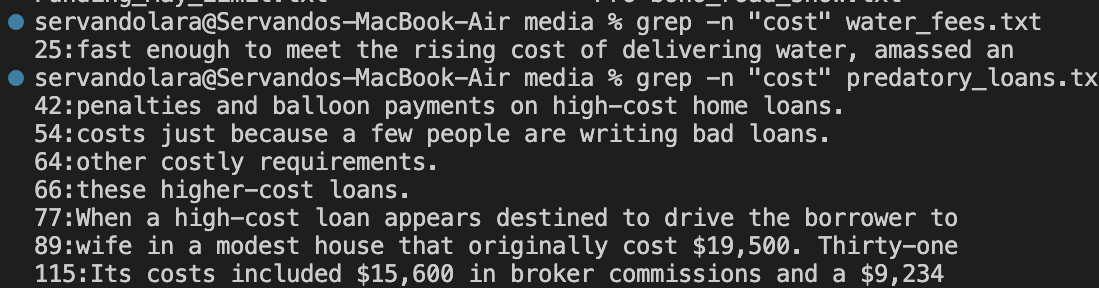 servandolara@Servandos-MacBook-Air media % grep -n "cost" water_fees.txt
25:fast enough to meet the rising cost of delivering water, amassed an
servandolara@Servandos-MacBook-Air media % grep -n "cost" predatory_loans.tx
42:penalties and balloon payments on high-cost home loans.
54:costs just because a few people are writing bad loans.
64:other costly requirements.
66:these higher-cost loans.
77:When a high-cost loan appears destined to drive the borrower to
89:wife in a modest house that originally cost $19,500. Thirty-one
115:Its costs included $15,600 in broker commissions and a $9,234